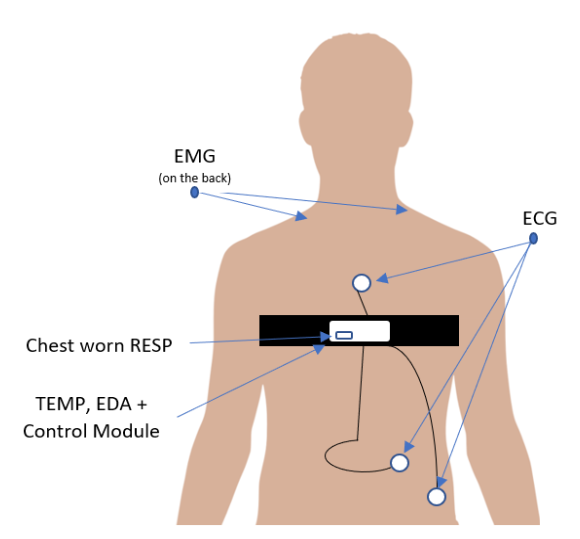 EMG
(on the back)
ECG
Chest worn RESP
TEMP, EDA +
Control Module